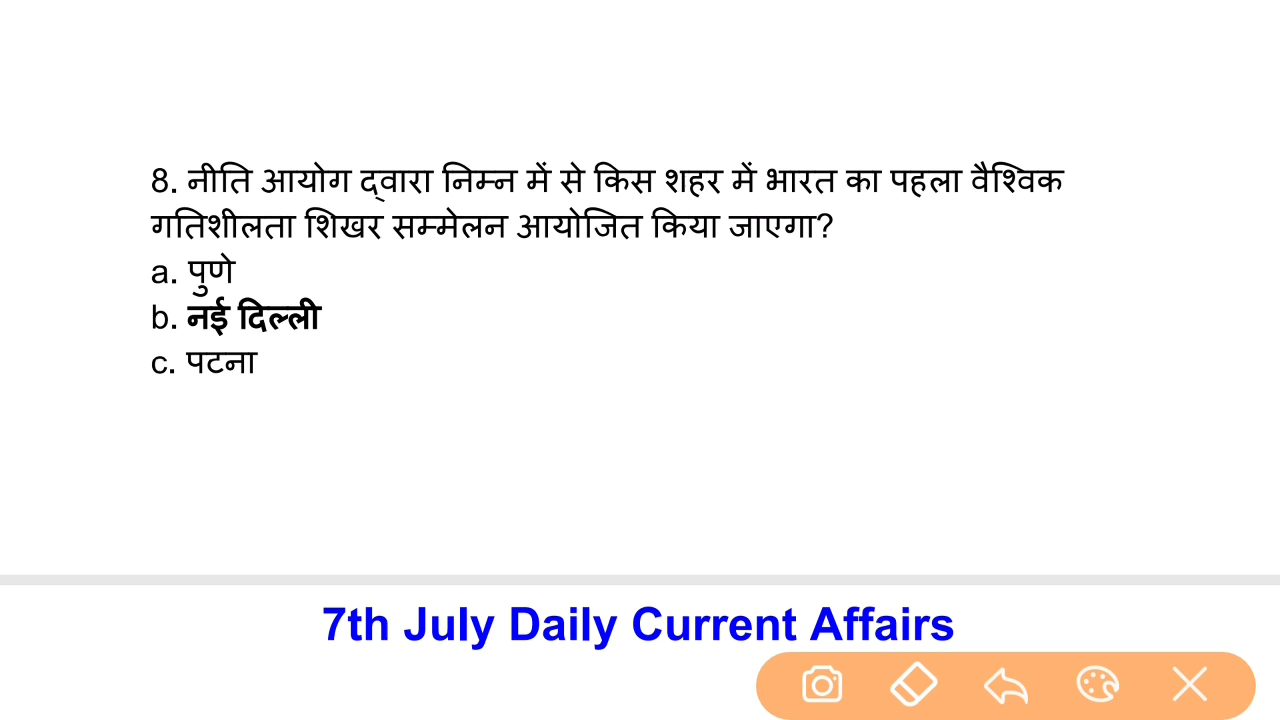 8. नीति आयोग द्वारा निम्न में से किस शहर में भारत का पहला वैश्विक
गतिशीलता शिखर सम्मेलन आयोजित किया जाएगा?
a. पुणे
b. नई दिल्ली
c. पटना
7th July Daily Current Affairs